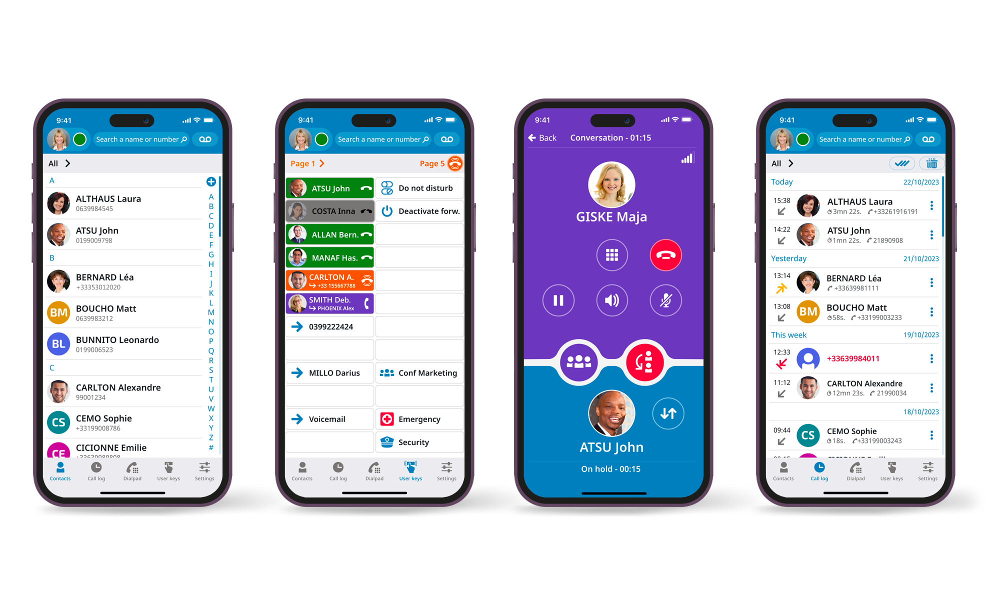 9:41
Search a name or number
All
A
ALTHAUS Laura
0639984545
ATSU John
0199009798
B
BERNARD Léa
+33353012020
BM
BOUCHO Matt
0639983212
BL
BUNNITO Leonardo
0199006523
C
CARLTON Alexandre
99001234
CS
CEMO Sophie
+33199008786
CE
CICIONNE Emilie
+33639980808
A
B
C
D
E
F
G
H
I
J
K
L
M
N
O
P
Q
R
S
T
U
V
W
X
Y
Z
#
Contacts
Call log
Dialpad
User keys
Settings
9:41
Search a name or number
Page 1
Page 5
ATSU John
Do not disturb
COSTA Inna
Deactivate forw.
ALLAN Bern.
MANAF Has.
CARLTON A.
+33 155667788
SMITH Deb.
PHOENIX Alex
0399222424
MILLO Darius
Conf Marketing
Voicemail
Emergency
Security
Contacts
Call log
Dialpad
User keys
Settings
9:41
Back
Conversation - 01:15
GISKE Maja
ATSU John
On hold - 00:15
9:41
Search a name or number
All
Today 22/10/2023
15:38
ALTHAUS Laura
3mn 22s. +33261916191
14:22
ATSU John
1mn 22s. 21890908
Yesterday 21/10/2023
13:14
BERNARD Léa
+33639981111
13:08
BM
BOUCHO Matt
58s. +33199003233
This week 19/10/2023
12:33
+33639984011
11:12
CARLTON Alexandre
12mn 23s. 21990034
18/10/2023
09:44
CS
CEMO Sophie
18s. +33199003243
Contacts
Call log
Dialpad
User keys
Settings